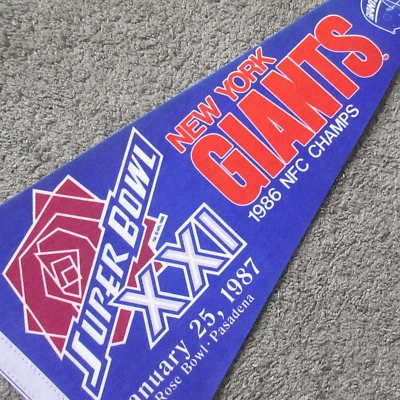 NEW YORK
GIANTS
1986 NFC CHAMPS
SUPER BOWL
XXI
January 25, 1987
Rose Bowl · Pasadena